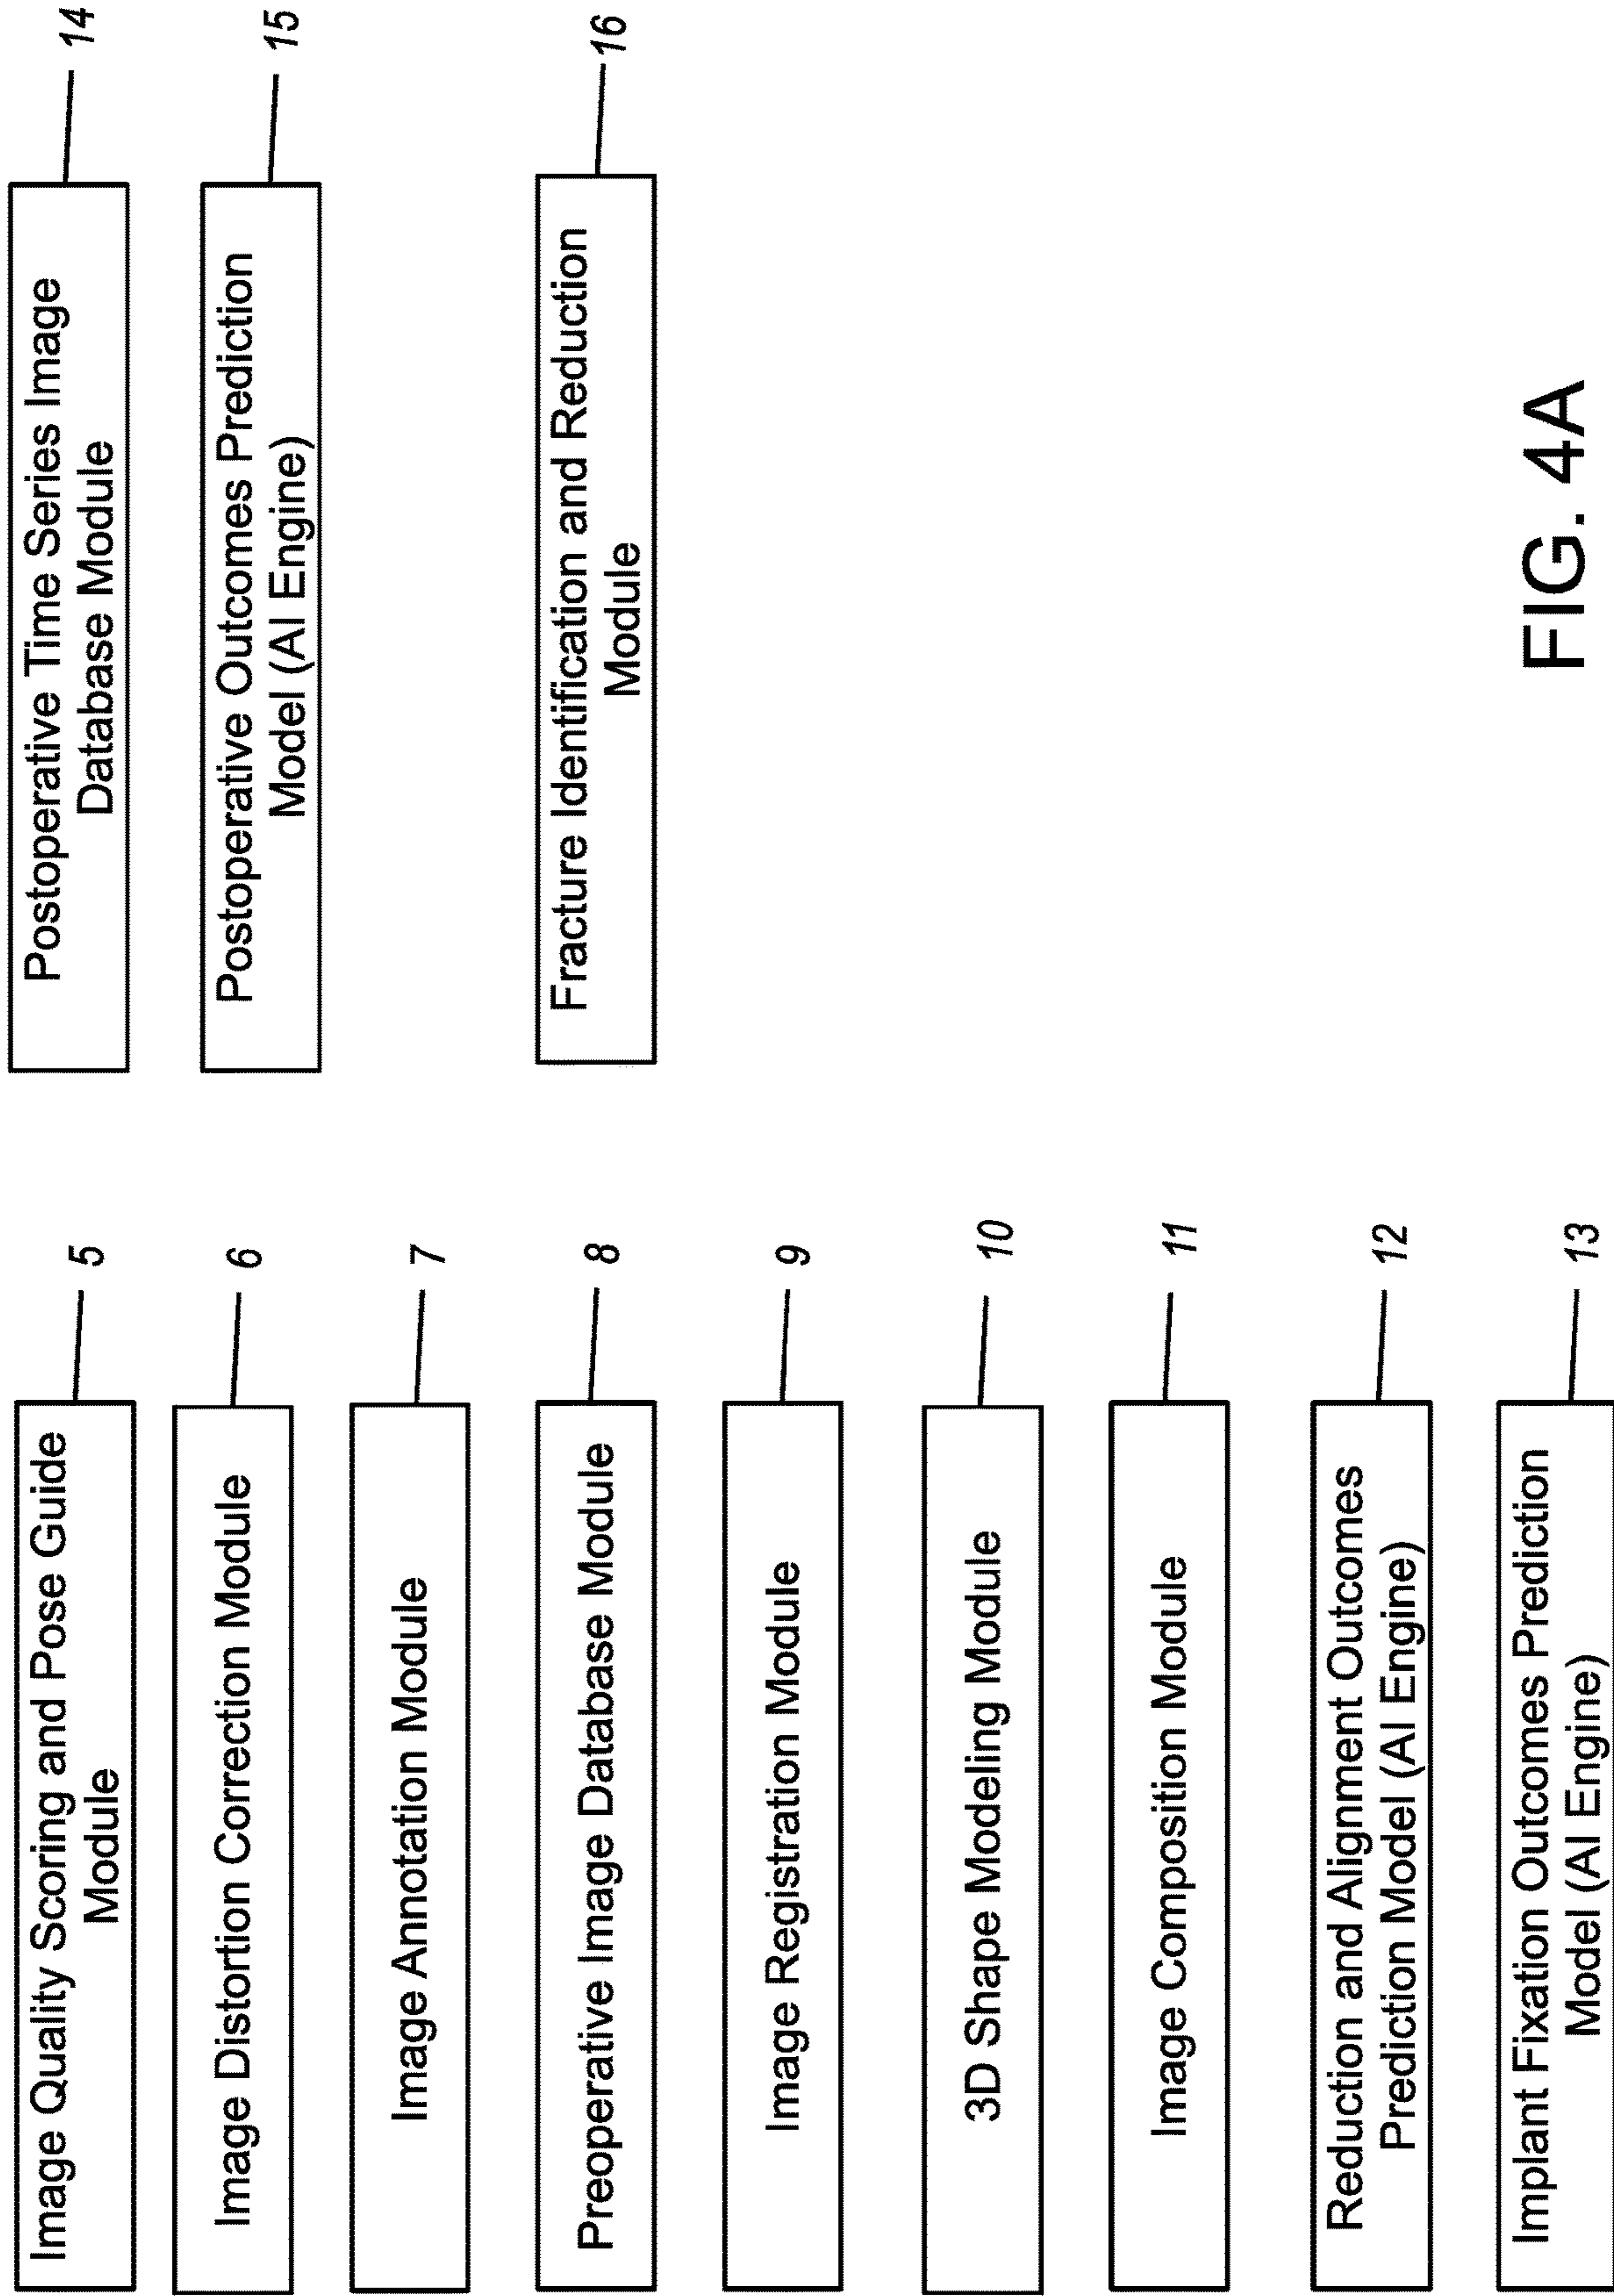 Image Quality Scoring and Pose Guide
Module
5
Image Distortion Correction Module
6
Image Annotation Module
7
Preoperative Image Database Module
8
Image Registration Module
9
3D Shape Modeling Module
10
Image Composition Module
11
Reduction and Alignment Outcomes
Prediction Model (AI Engine)
12
Implant Fixation Outcomes Prediction
Model (AI Engine)
13
Postoperative Time Series Image
Database Module
14
Postoperative Outcomes Prediction
Model (AI Engine)
15
Fracture Identification and Reduction
Module
16
FIG. 4A